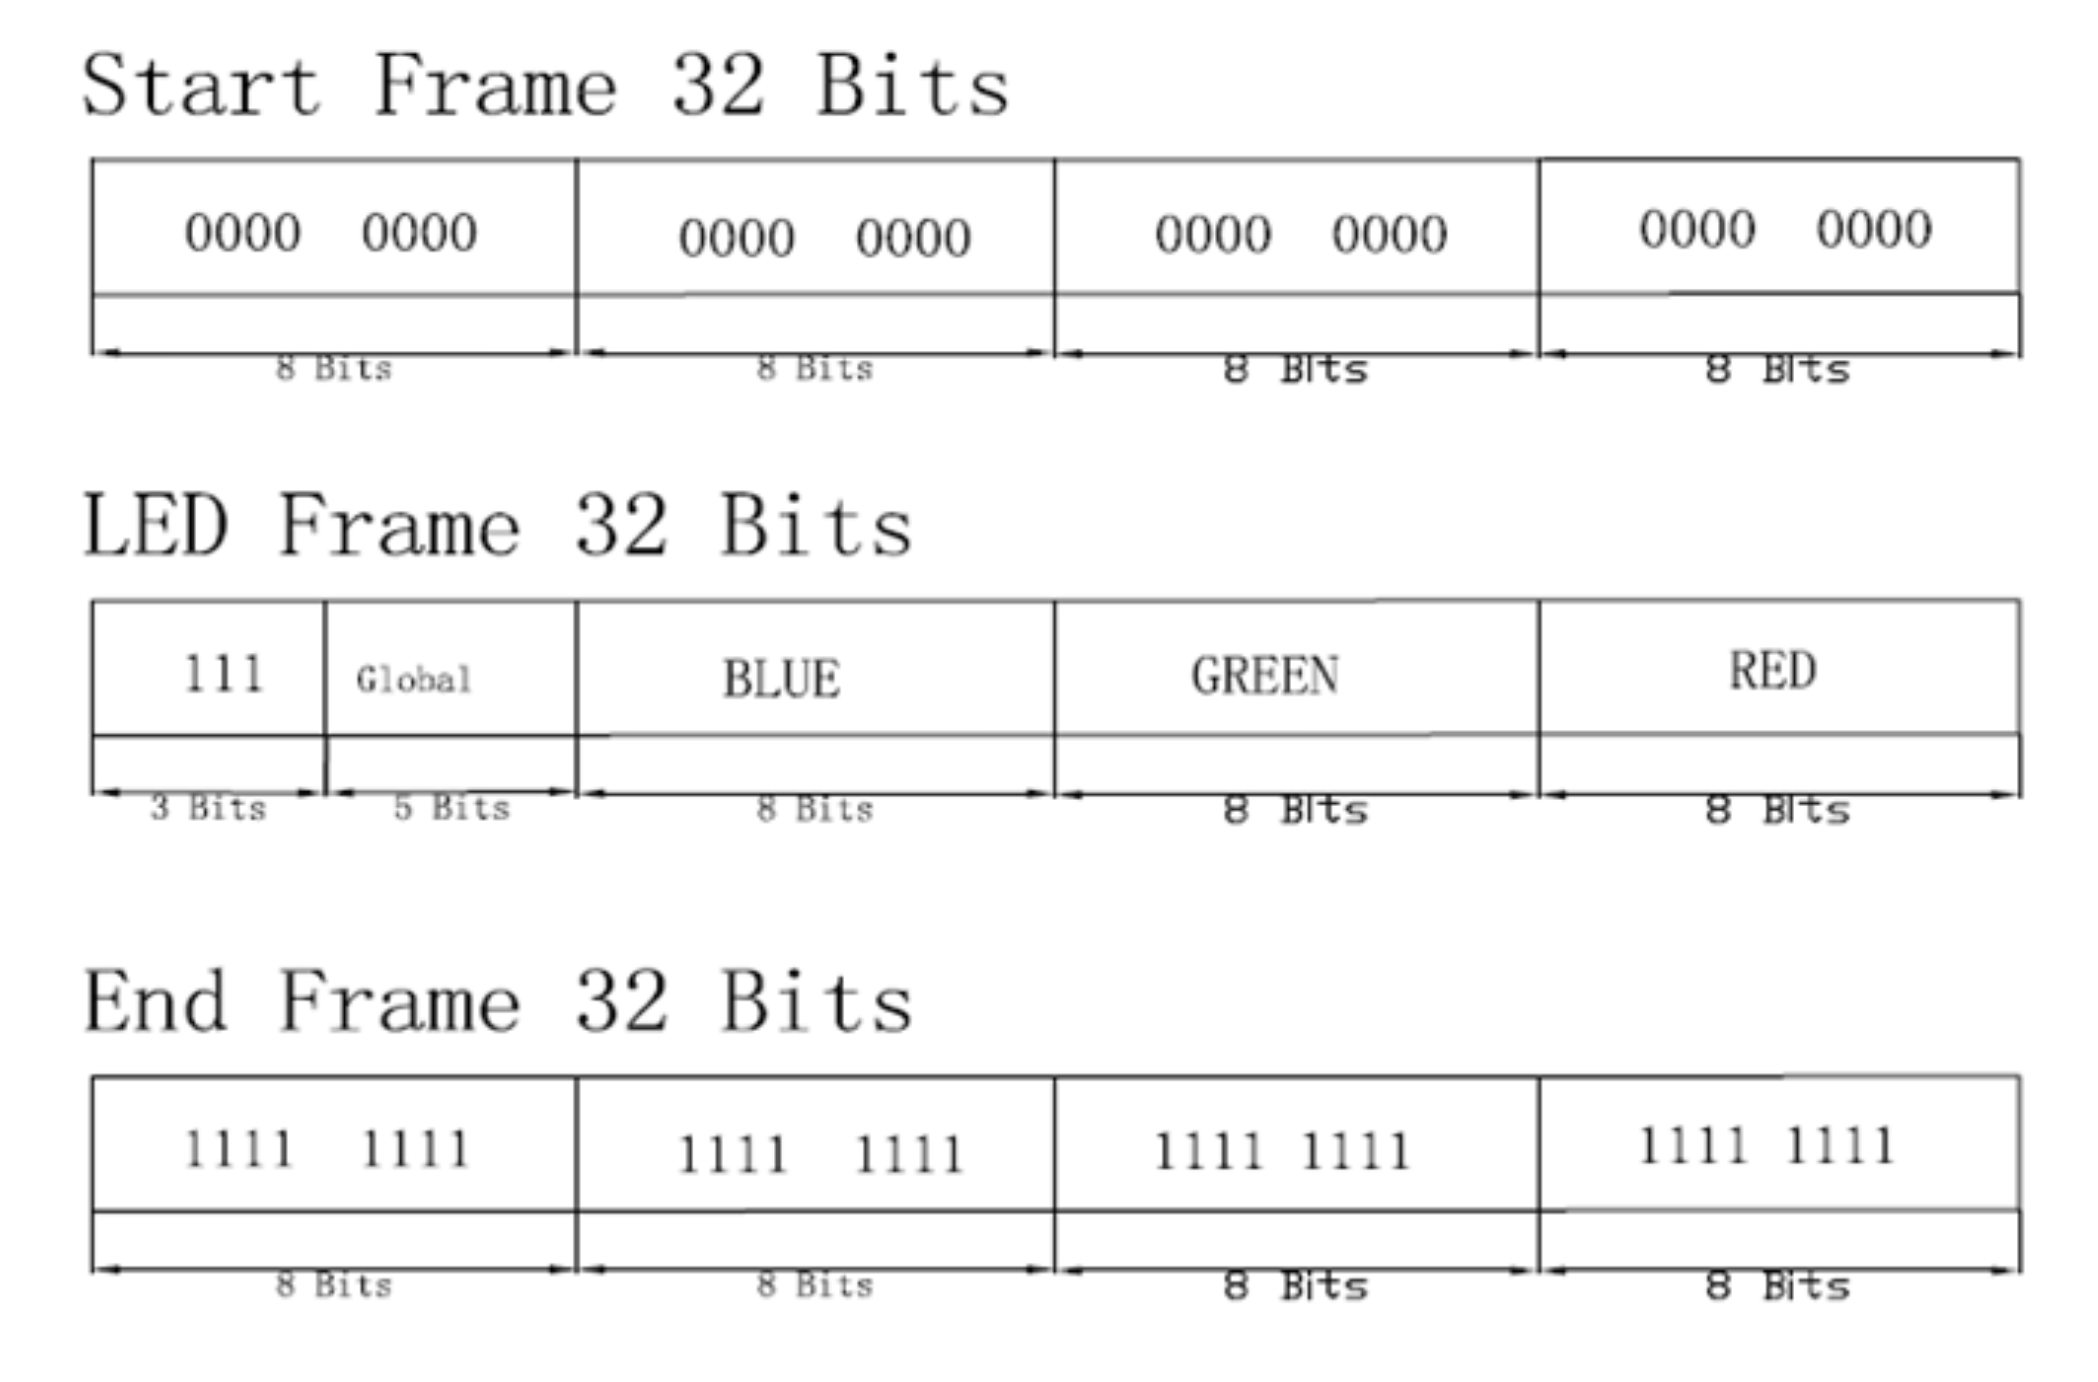 Start Frame 32 Bits
0000 0000 0000 0000 0000 0000 0000 0000
8 Bits 8 Bits 8 Bits 8 Bits
LED Frame 32 Bits
111 Global BLUE GREEN RED
3 Bits 5 Bits 8 Bits 8 Bits 8 Bits
End Frame 32 Bits
1111 1111 1111 1111 1111 1111 1111 1111
8 Bits 8 Bits 8 Bits 8 Bits